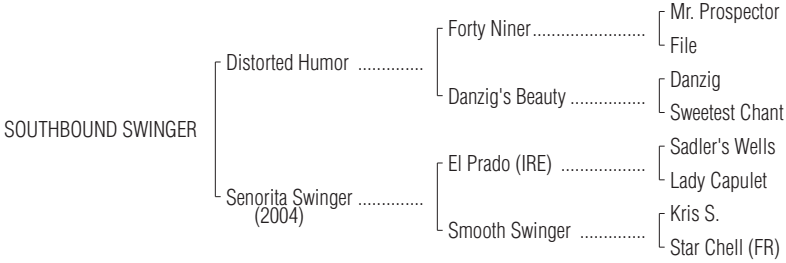 Mr. Prospector
Forty Niner........................
File
Distorted Humor ..............
Danzig
Danzig's Beauty ................
Sweetest Chant
SOUTHBOUND SWINGER
Sadler's Wells
El Prado (IRE) ..................
Lady Capulet
Senorita Swinger ..............
(2004)
Kris S.
Smooth Swinger ..............
Star Chell (FR)